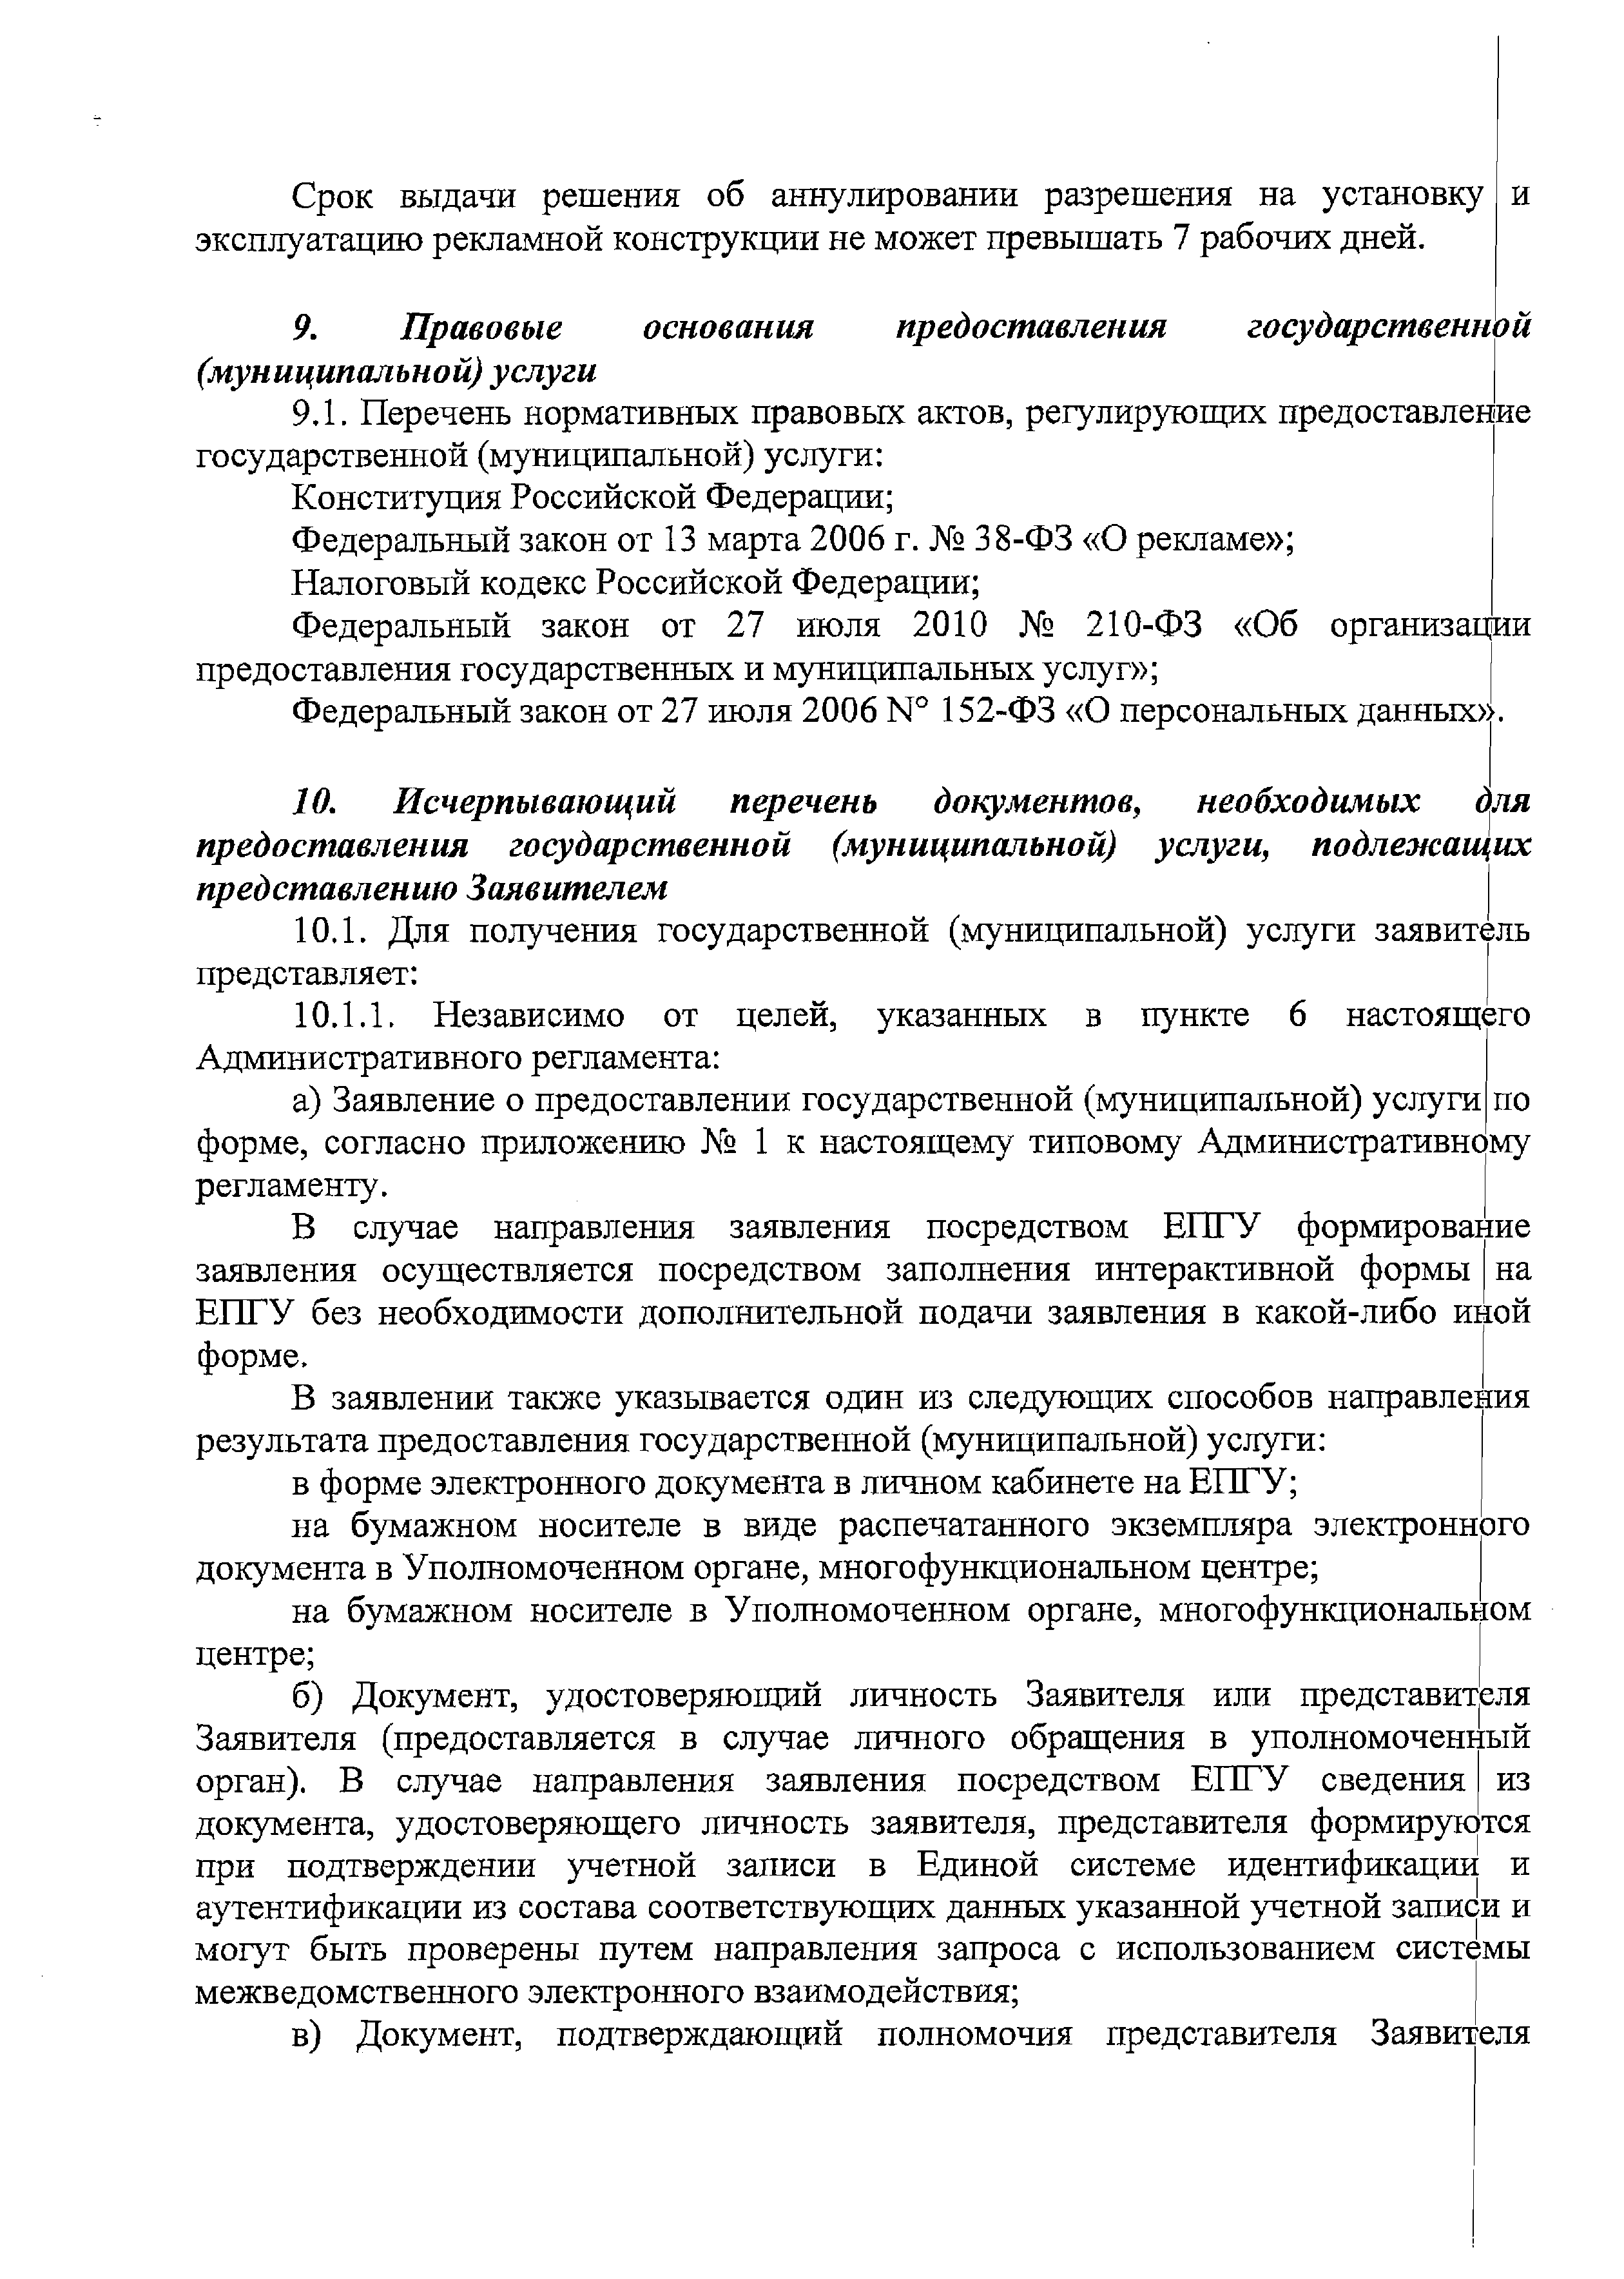 Срок выдачи решения об аннулировании разрешения на установку и
эксплуатацию рекламной конструкции не может превышать 7 рабочих дней.
9. Правовые основания предоставления государственной
(муниципальной) услуги
9.1. Перечень нормативных правовых актов, регулирующих предоставление
государственной (муниципальной) услуги:
Конституция Российской Федерации;
Федеральный закон от 13 марта 2006 г. № 38-ФЗ «О рекламе»;
Налоговый кодекс Российской Федерации;
Федеральный закон от 27 июля 2010 № 210-ФЗ «Об организации
предоставления государственных и муниципальных услуг»;
Федеральный закон от 27 июля 2006 N° 152-ФЗ «О персональных данных».
10. Исчерпывающий перечень документов, необходимых для
предоставления государственной (муниципальной) услуги, подлежащих
представлению Заявителем
10.1. Для получения государственной (муниципальной) услуги заявитель
представляет:
10.1.1. Независимо от целей, указанных в пункте 6 настоящего
Административного регламента:
а) Заявление о предоставлении государственной (муниципальной) услуги по
форме, согласно приложению № 1 к настоящему типовому Административному
регламенту.
В случае направления заявления посредством ЕПГУ формирование
заявления осуществляется посредством заполнения интерактивной формы на
ЕПГУ без необходимости дополнительной подачи заявления в какой-либо иной
форме.
В заявлении также указывается один из следующих способов направления
результата предоставления государственной (муниципальной) услуги:
в форме электронного документа в личном кабинете на ЕПГУ;
на бумажном носителе в виде распечатанного экземпляра электронного
документа в Уполномоченном органе, многофункциональном центре;
на бумажном носителе в Уполномоченном органе, многофункциональном
центре;
б) Документ, удостоверяющий личность Заявителя или представителя
Заявителя (предоставляется в случае личного обращения в уполномоченный
орган). В случае направления заявления посредством ЕПГУ сведения из
документа, удостоверяющего личность заявителя, представителя формируются
при подтверждении учетной записи в Единой системе идентификации и
аутентификации из состава соответствующих данных указанной учетной записи и
могут быть проверены путем направления запроса с использованием системы
межведомственного электронного взаимодействия;
в) Документ, подтверждающий полномочия представителя Заявителя